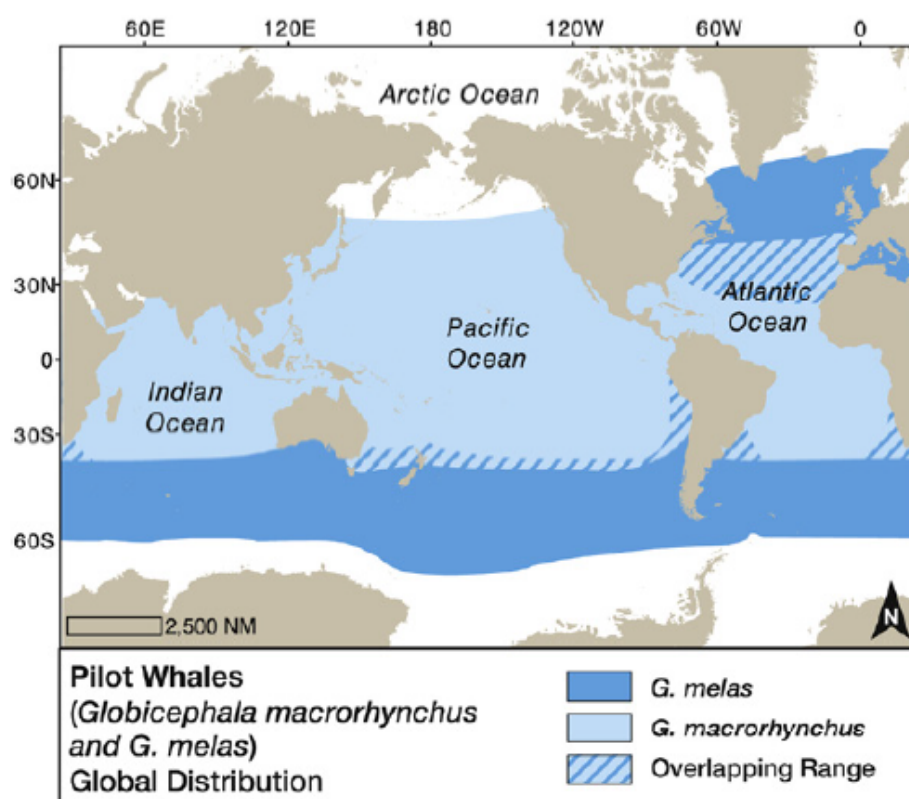 60E 120E 180 120W 60W 0
Arctic Ocean
60N
30N
Atlantic
Ocean
Pacific
Ocean
0
Indian
Ocean
30S
60S
2,500 NM
N
Pilot Whales
(Globicephala macrorhynchus
and G. melas)
Global Distribution
G. melas
G. macrorhynchus
Overlapping Range